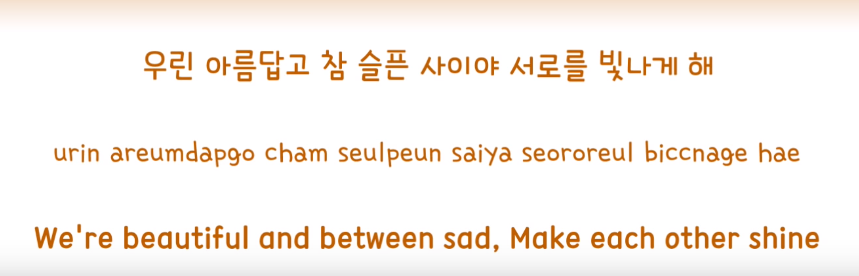 우린 아름답고 참 슬픈 사이야 서로를 빛나게 해
urin areumdapgo cham seulpeun saiya seororeul biccnage hae
We're beautiful and between sad, Make each other shine